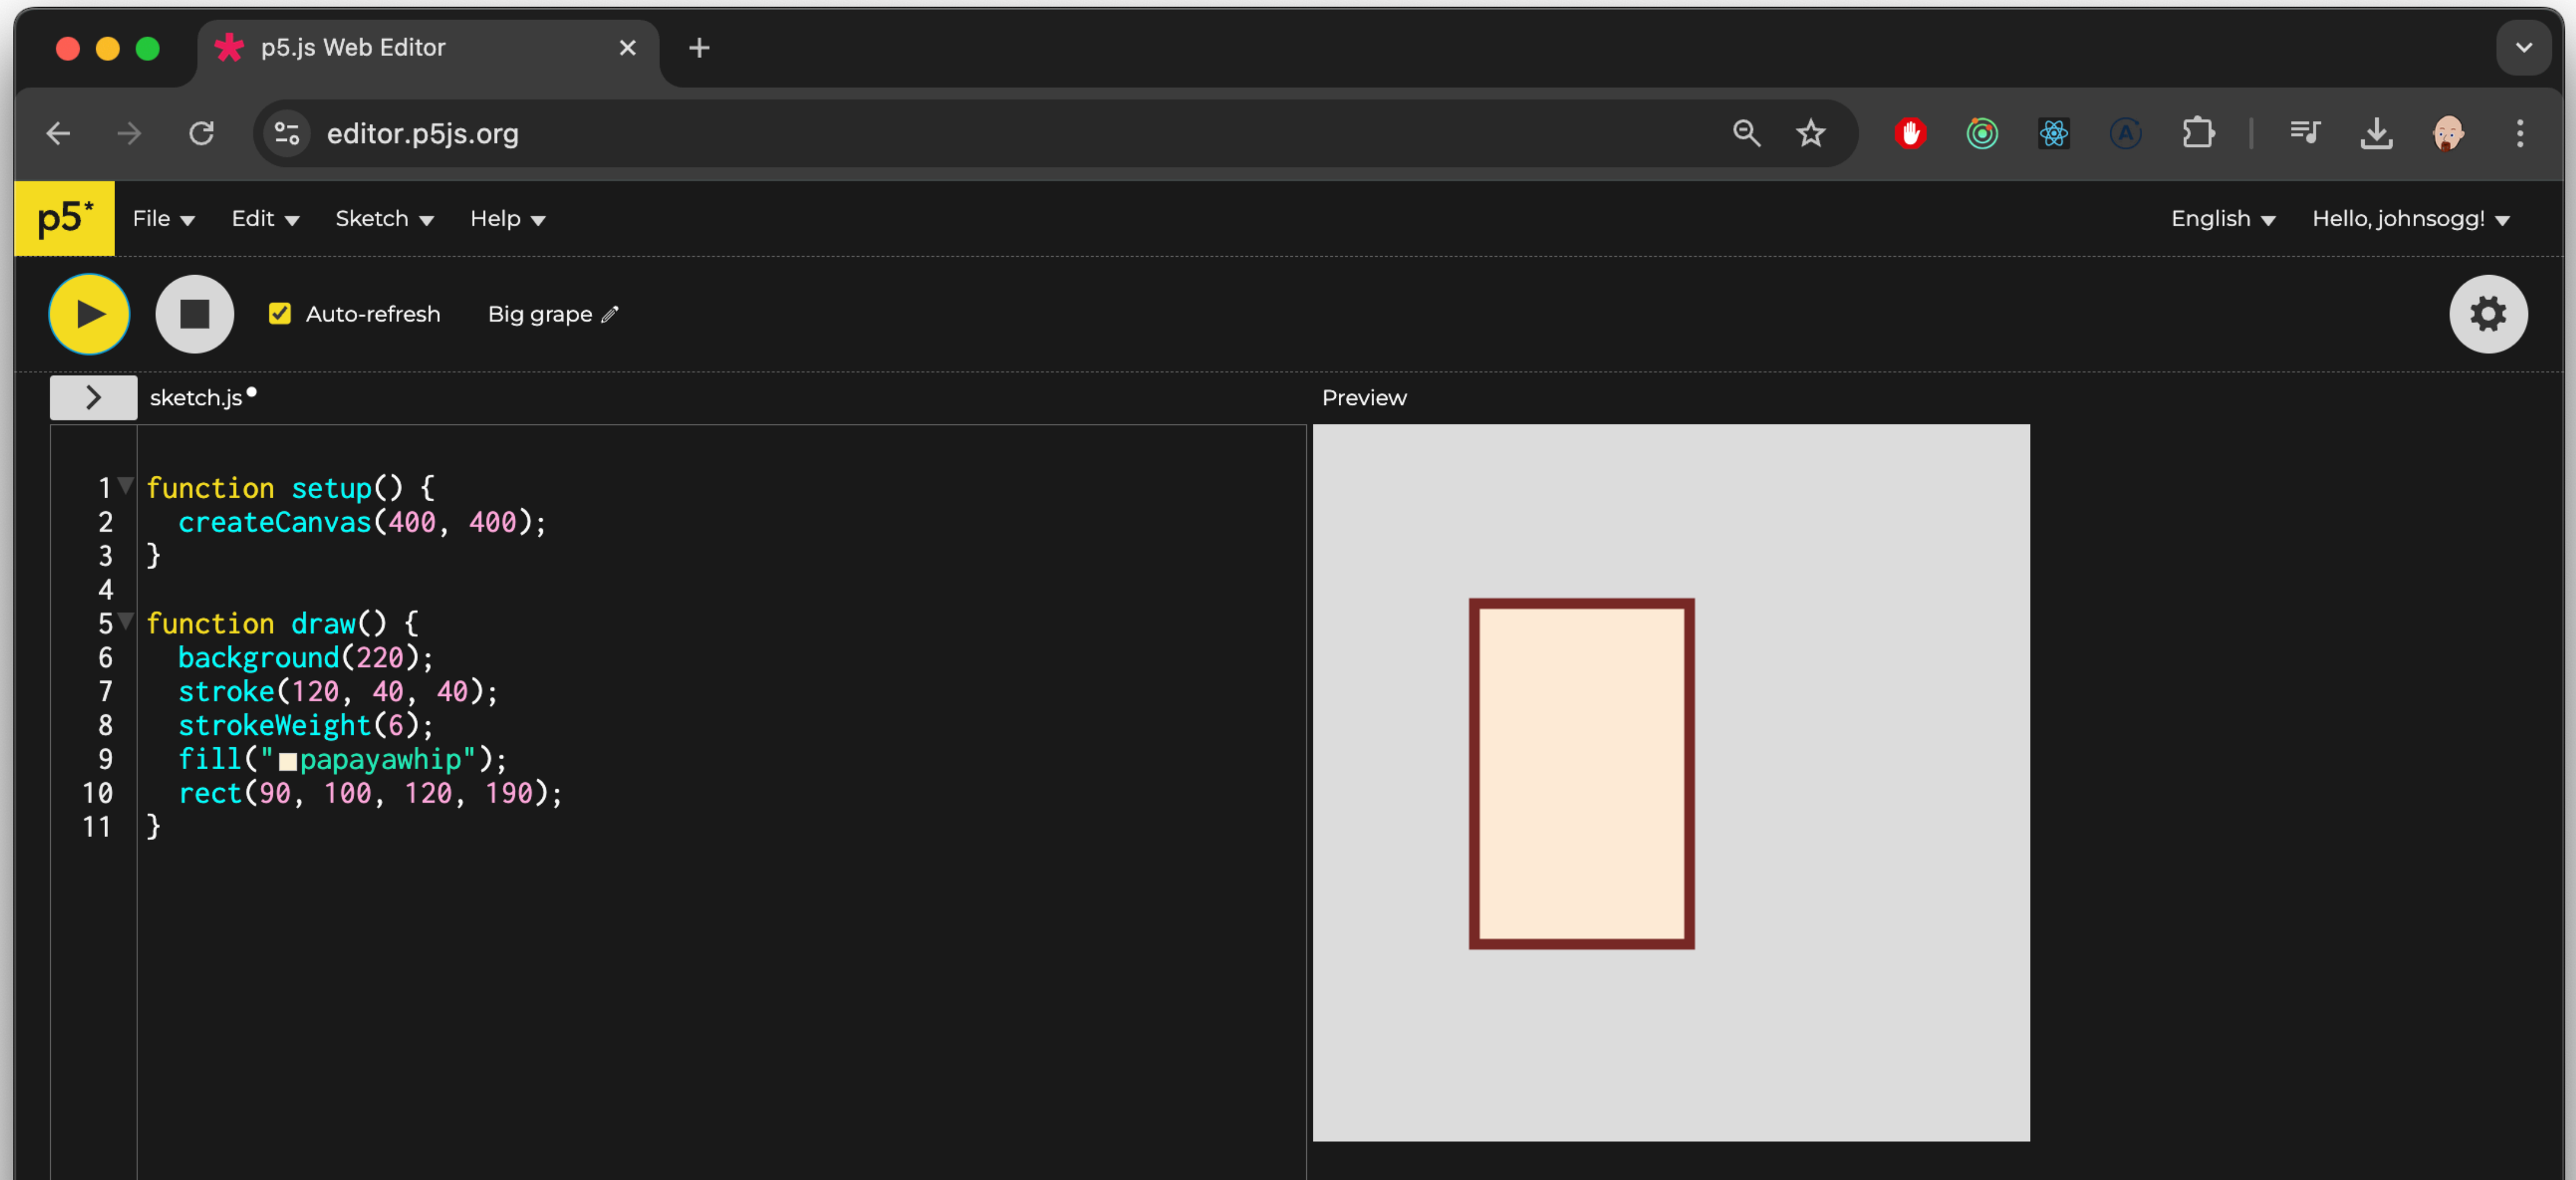 p5.js Web Editor
editor.p5js.org
p5* File Edit Sketch Help English Hello, johnsogg!
Auto-refresh Big grape
sketch.js Preview
1 function setup() {
2   createCanvas(400, 400);
3 }
4
5 function draw() {
6   background(220);
7   stroke(120, 40, 40);
8   strokeWeight(6);
9   fill("papayawhip");
10   rect(90, 100, 120, 190);
11 }